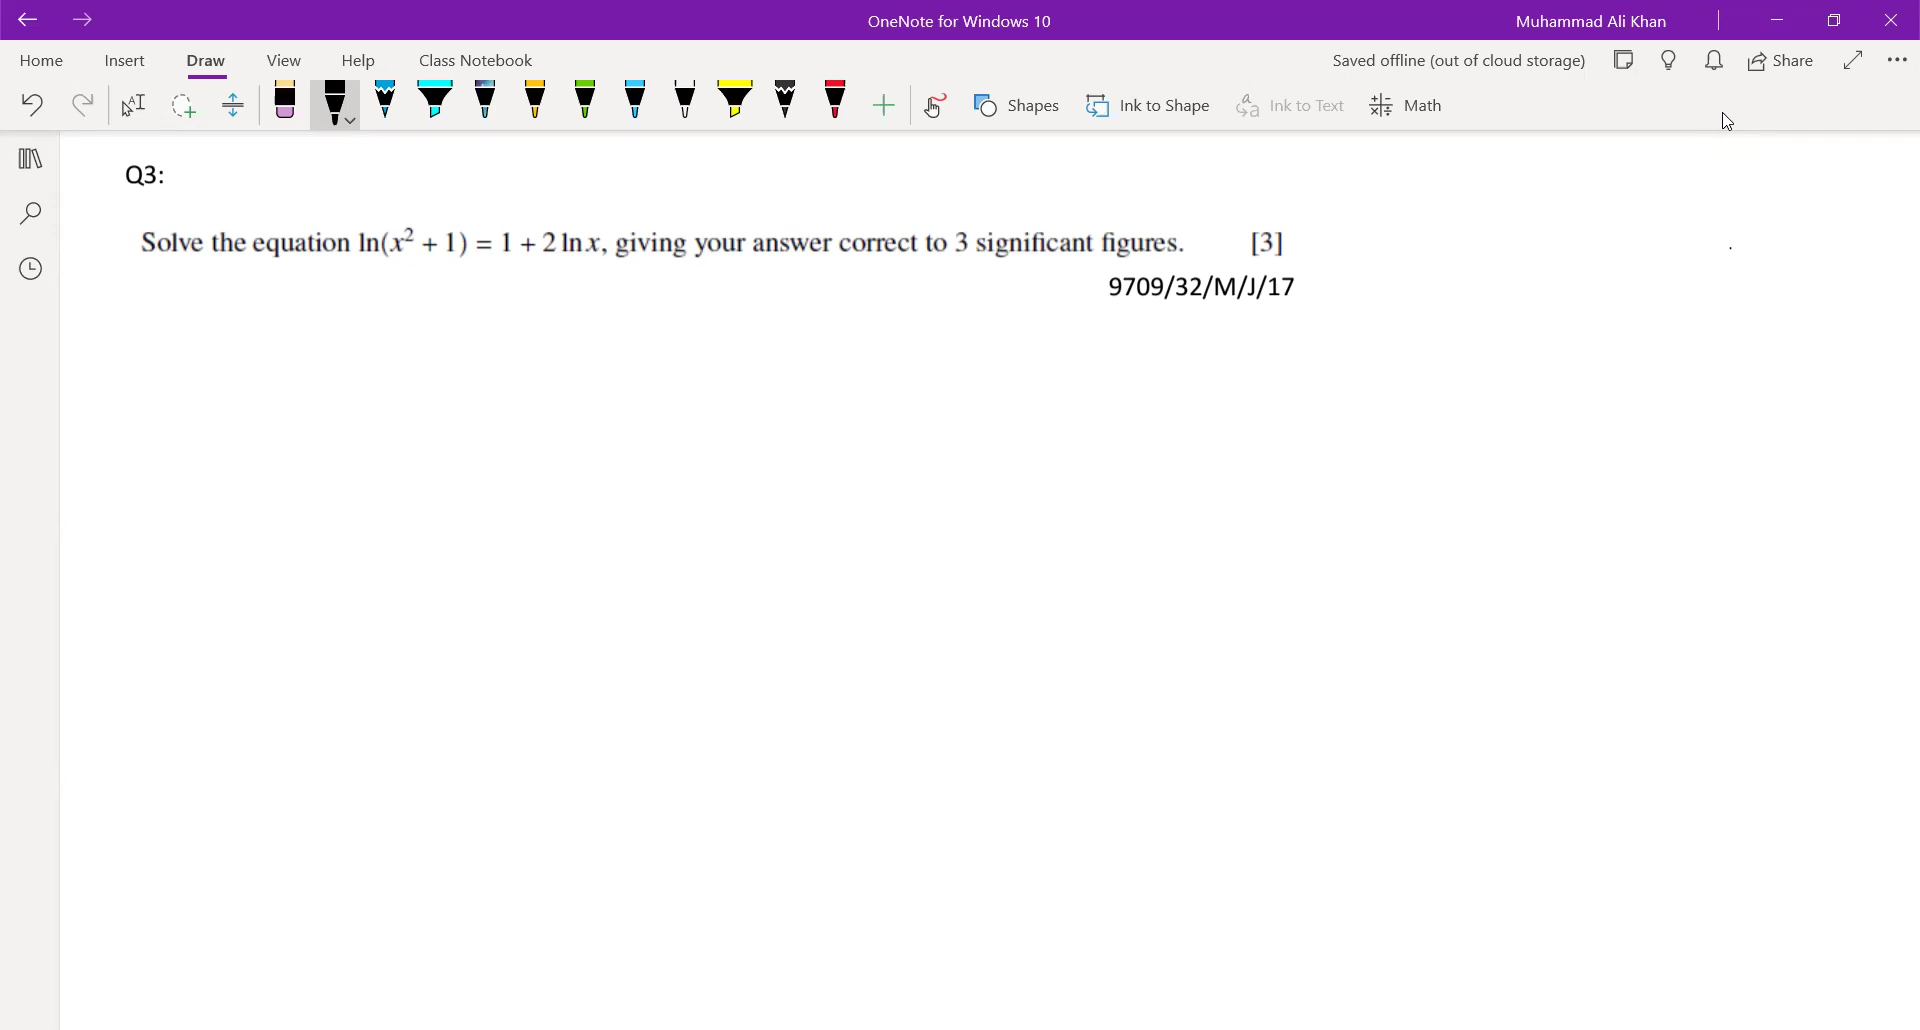 OneNote for Windows 10
Muhammad Ali Khan
Home Insert Draw View Help Class Notebook
Saved offline (out of cloud storage) Share
Shapes Ink to Shape Ink to Text Math
Q3:
Solve the equation ln(x² + 1) = 1 + 2 ln x, giving your answer correct to 3 significant figures. [3]
9709/32/M/J/17